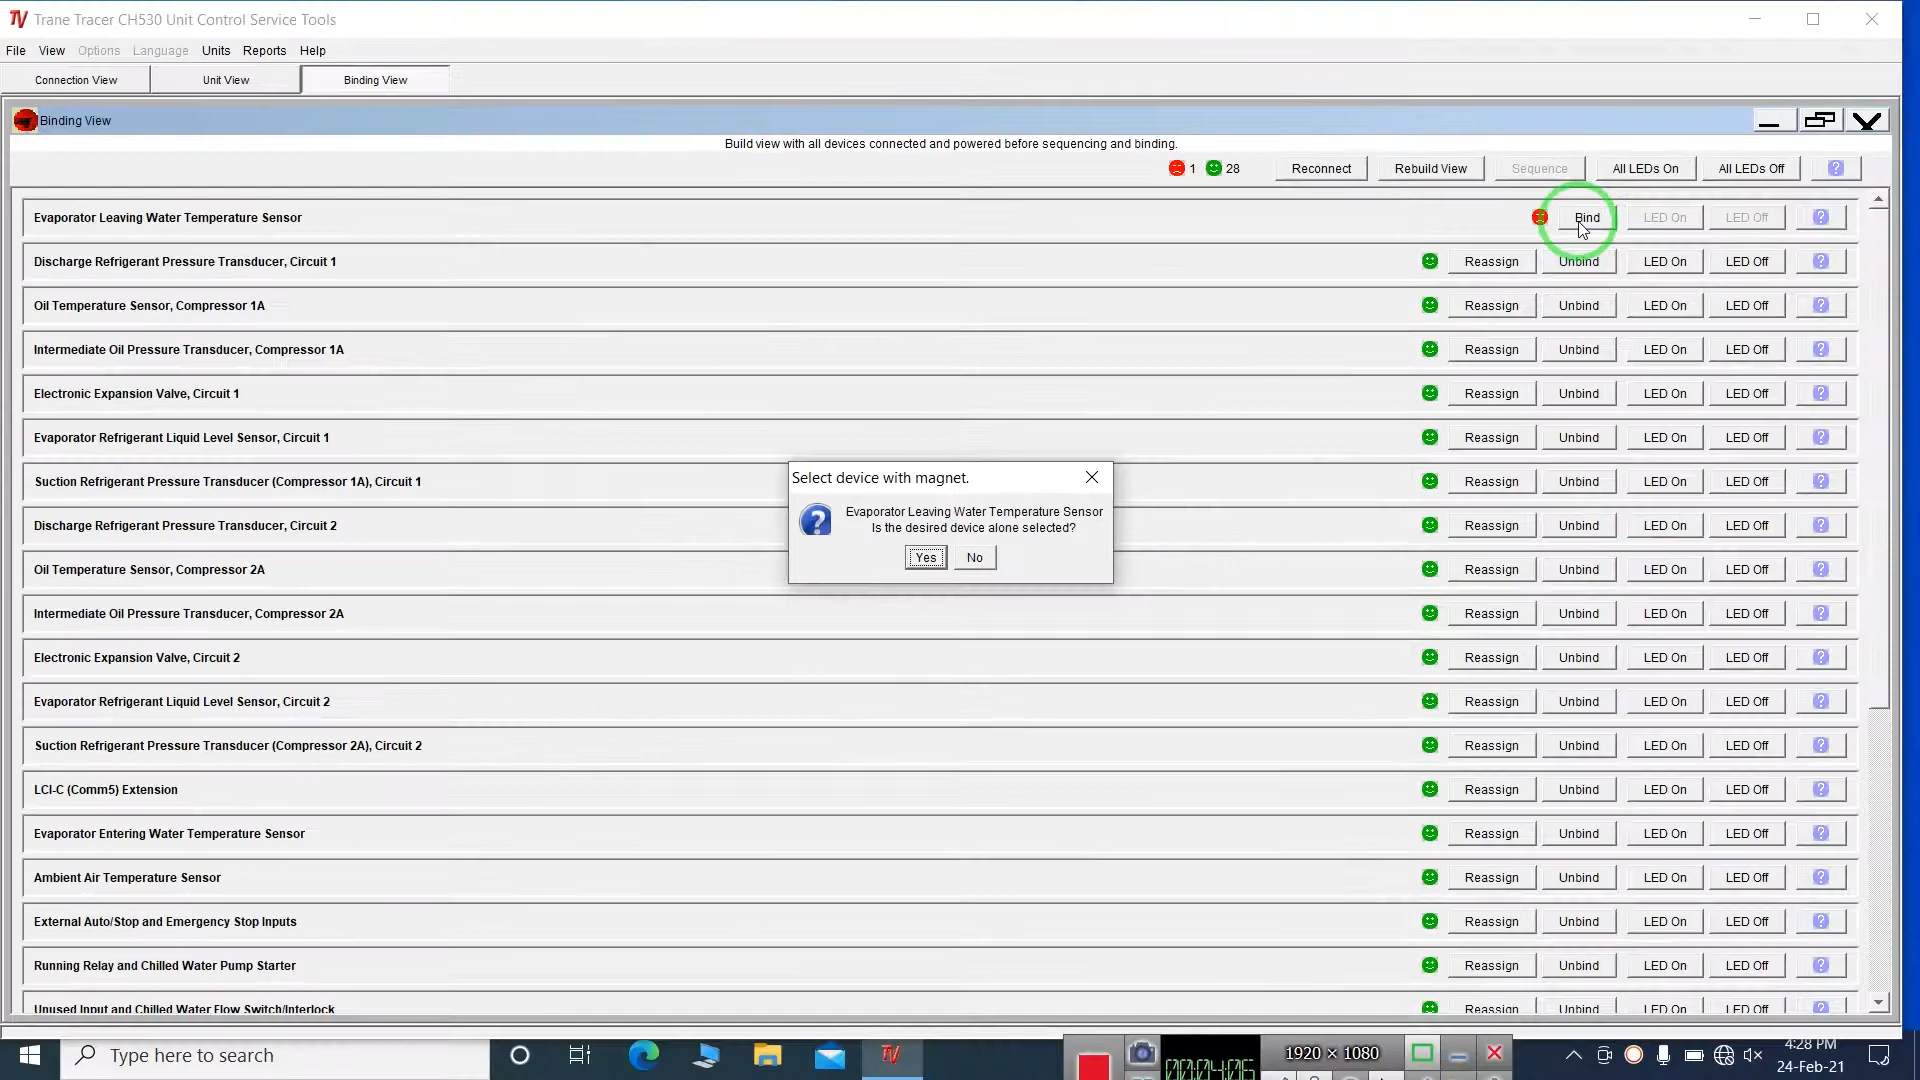 TV Trane Tracer CH530 Unit Control Service Tools
File View Options Language Units Reports Help
Connection View Unit View Binding View
Binding View
Build view with all devices connected and powered before sequencing and binding.
1 28 Reconnect Rebuild View Sequence All LEDs On All LEDs Off ?
Evaporator Leaving Water Temperature Sensor Bind LED On LED Off ?
Discharge Refrigerant Pressure Transducer, Circuit 1 Reassign Unbind LED On LED Off ?
Oil Temperature Sensor, Compressor 1A Reassign Unbind LED On LED Off ?
Intermediate Oil Pressure Transducer, Compressor 1A Reassign Unbind LED On LED Off ?
Electronic Expansion Valve, Circuit 1 Reassign Unbind LED On LED Off ?
Evaporator Refrigerant Liquid Level Sensor, Circuit 1 Reassign Unbind LED On LED Off ?
Suction Refrigerant Pressure Transducer (Compressor 1A), Circuit 1 Reassign Unbind LED On LED Off ?
Select device with magnet.
Evaporator Leaving Water Temperature Sensor
Is the desired device alone selected?
Yes No
Discharge Refrigerant Pressure Transducer, Circuit 2 Reassign Unbind LED On LED Off ?
Oil Temperature Sensor, Compressor 2A Reassign Unbind LED On LED Off ?
Intermediate Oil Pressure Transducer, Compressor 2A Reassign Unbind LED On LED Off ?
Electronic Expansion Valve, Circuit 2 Reassign Unbind LED On LED Off ?
Evaporator Refrigerant Liquid Level Sensor, Circuit 2 Reassign Unbind LED On LED Off ?
Suction Refrigerant Pressure Transducer (Compressor 2A), Circuit 2 Reassign Unbind LED On LED Off ?
LCI-C (Comm5) Extension Reassign Unbind LED On LED Off ?
Evaporator Entering Water Temperature Sensor Reassign Unbind LED On LED Off ?
Ambient Air Temperature Sensor Reassign Unbind LED On LED Off ?
External Auto/Stop and Emergency Stop Inputs Reassign Unbind LED On LED Off ?
Running Relay and Chilled Water Pump Starter Reassign Unbind LED On LED Off ?
Unused Input and Chilled Water Flow Switch/Interlock Reassign Unbind LED On LED Off ?
Type here to search TV 1920 × 1080 4:28 PM
24-Feb-21